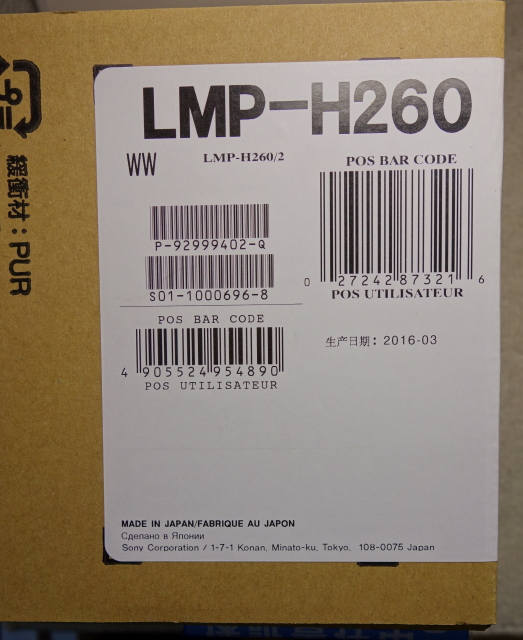 LMP-H260
WW
LMP-H260/2
POS BAR CODE
0 27242 87321 6
POS UTILISATEUR
P-92999402-Q
S01-1000696-8
POS BAR CODE
4 905524 954890
POS UTILISATEUR
生产日期: 2016-03
MADE IN JAPAN/FABRIQUE AU JAPON
Сделано в Японии
Sony Corporation / 1-7-1 Konan, Minato-ku, Tokyo, 108-0075 Japan
緩衝材：PUR